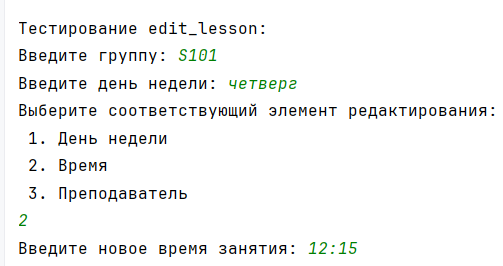 Тестирование edit_lesson:
Введите группу: S101
Введите день недели: четверг
Выберите соответствующий элемент редактирования:
1. День недели
2. Время
3. Преподаватель
2
Введите новое время занятия: 12:15